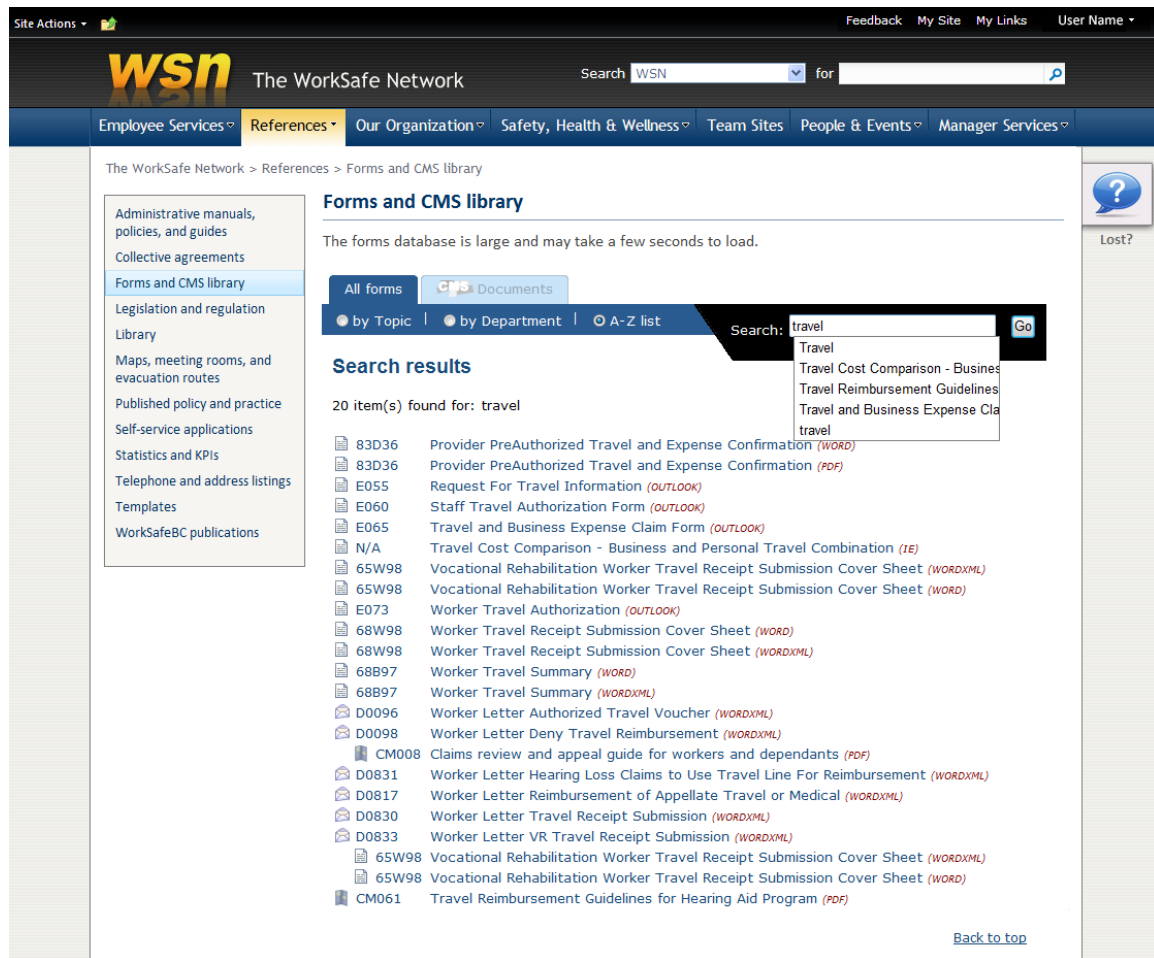 Site Actions
Feedback My Site My Links User Name
wsn The WorkSafe Network
Search WSN for
Employee Services References Our Organization Safety, Health & Wellness Team Sites People & Events Manager Services
The WorkSafe Network > References > Forms and CMS library
Administrative manuals,
policies, and guides
Collective agreements
Forms and CMS library
Legislation and regulation
Library
Maps, meeting rooms, and
evacuation routes
Published policy and practice
Self-service applications
Statistics and KPIs
Telephone and address listings
Templates
WorkSafeBC publications
Forms and CMS library
The forms database is large and may take a few seconds to load.
Lost?
All forms CMS Documents
by Topic | by Department | A-Z list
Search: travel Go
Travel
Travel Cost Comparison - Busines
Travel Reimbursement Guidelines
Travel and Business Expense Cla
travel
Search results
20 item(s) found for: travel
83D36 Provider PreAuthorized Travel and Expense Confirmation (WORD)
83D36 Provider PreAuthorized Travel and Expense Confirmation (PDF)
E055 Request For Travel Information (OUTLOOK)
E060 Staff Travel Authorization Form (OUTLOOK)
E065 Travel and Business Expense Claim Form (OUTLOOK)
N/A Travel Cost Comparison - Business and Personal Travel Combination (IE)
65W98 Vocational Rehabilitation Worker Travel Receipt Submission Cover Sheet (WORDXML)
65W98 Vocational Rehabilitation Worker Travel Receipt Submission Cover Sheet (WORD)
E073 Worker Travel Authorization (OUTLOOK)
68W98 Worker Travel Receipt Submission Cover Sheet (WORD)
68W98 Worker Travel Receipt Submission Cover Sheet (WORDXML)
68B97 Worker Travel Summary (WORD)
68B97 Worker Travel Summary (WORDXML)
D0096 Worker Letter Authorized Travel Voucher (WORDXML)
D0098 Worker Letter Deny Travel Reimbursement (WORDXML)
CM008 Claims review and appeal guide for workers and dependants (PDF)
D0831 Worker Letter Hearing Loss Claims to Use Travel Line For Reimbursement (WORDXML)
D0817 Worker Letter Reimbursement of Appellate Travel or Medical (WORDXML)
D0830 Worker Letter Travel Receipt Submission (WORDXML)
D0833 Worker Letter VR Travel Receipt Submission (WORDXML)
65W98 Vocational Rehabilitation Worker Travel Receipt Submission Cover Sheet (WORDXML)
65W98 Vocational Rehabilitation Worker Travel Receipt Submission Cover Sheet (WORD)
CM061 Travel Reimbursement Guidelines for Hearing Aid Program (PDF)
Back to top